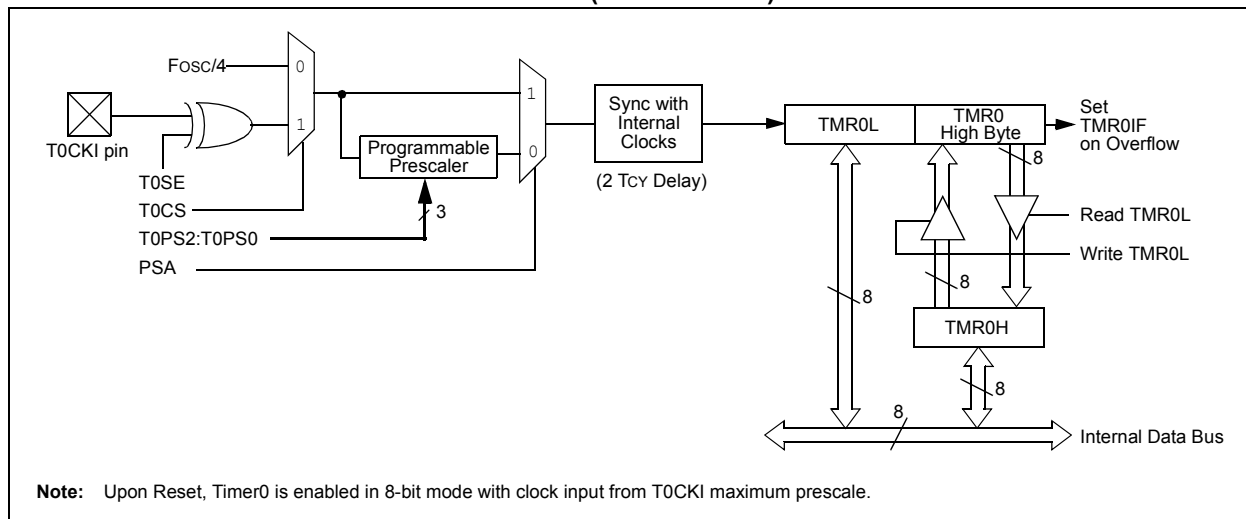 FOSC/4
0
1
T0CKI pin
T0SE
T0CS
T0PS2:T0PS0
PSA
Programmable
Prescaler
3
1
0
Sync with
Internal
Clocks
(2 TCY Delay)
TMR0L
TMR0
High Byte
Set
TMR0IF
on Overflow
8
Read TMR0L
Write TMR0L
8
8
TMR0H
8
8
Internal Data Bus
Note: Upon Reset, Timer0 is enabled in 8-bit mode with clock input from T0CKI maximum prescale.